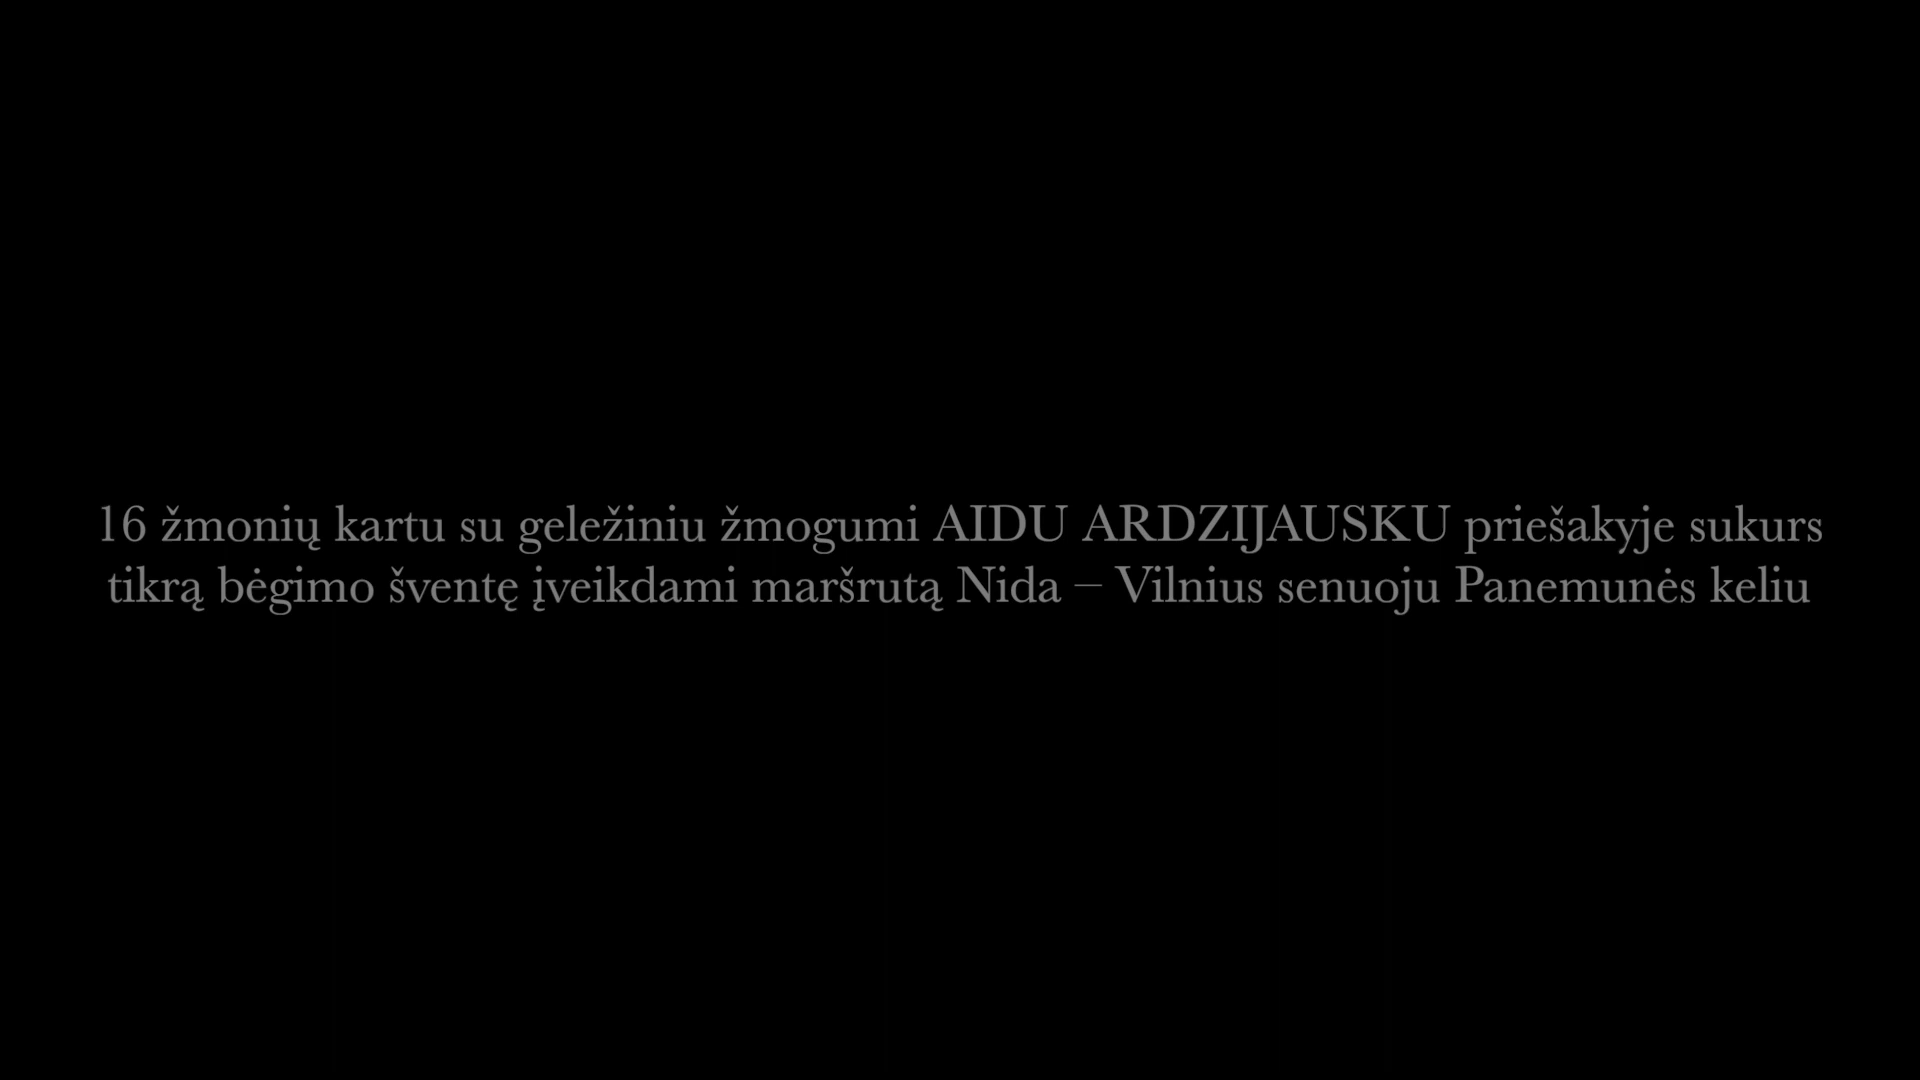 16 žmonių kartu su geležiniu žmogumi AIDU ARDZIJAUSKU priešakyje sukurs
tikrą bėgimo šventę įveikdami maršrutą Nida – Vilnius senuoju Panemunės keliu